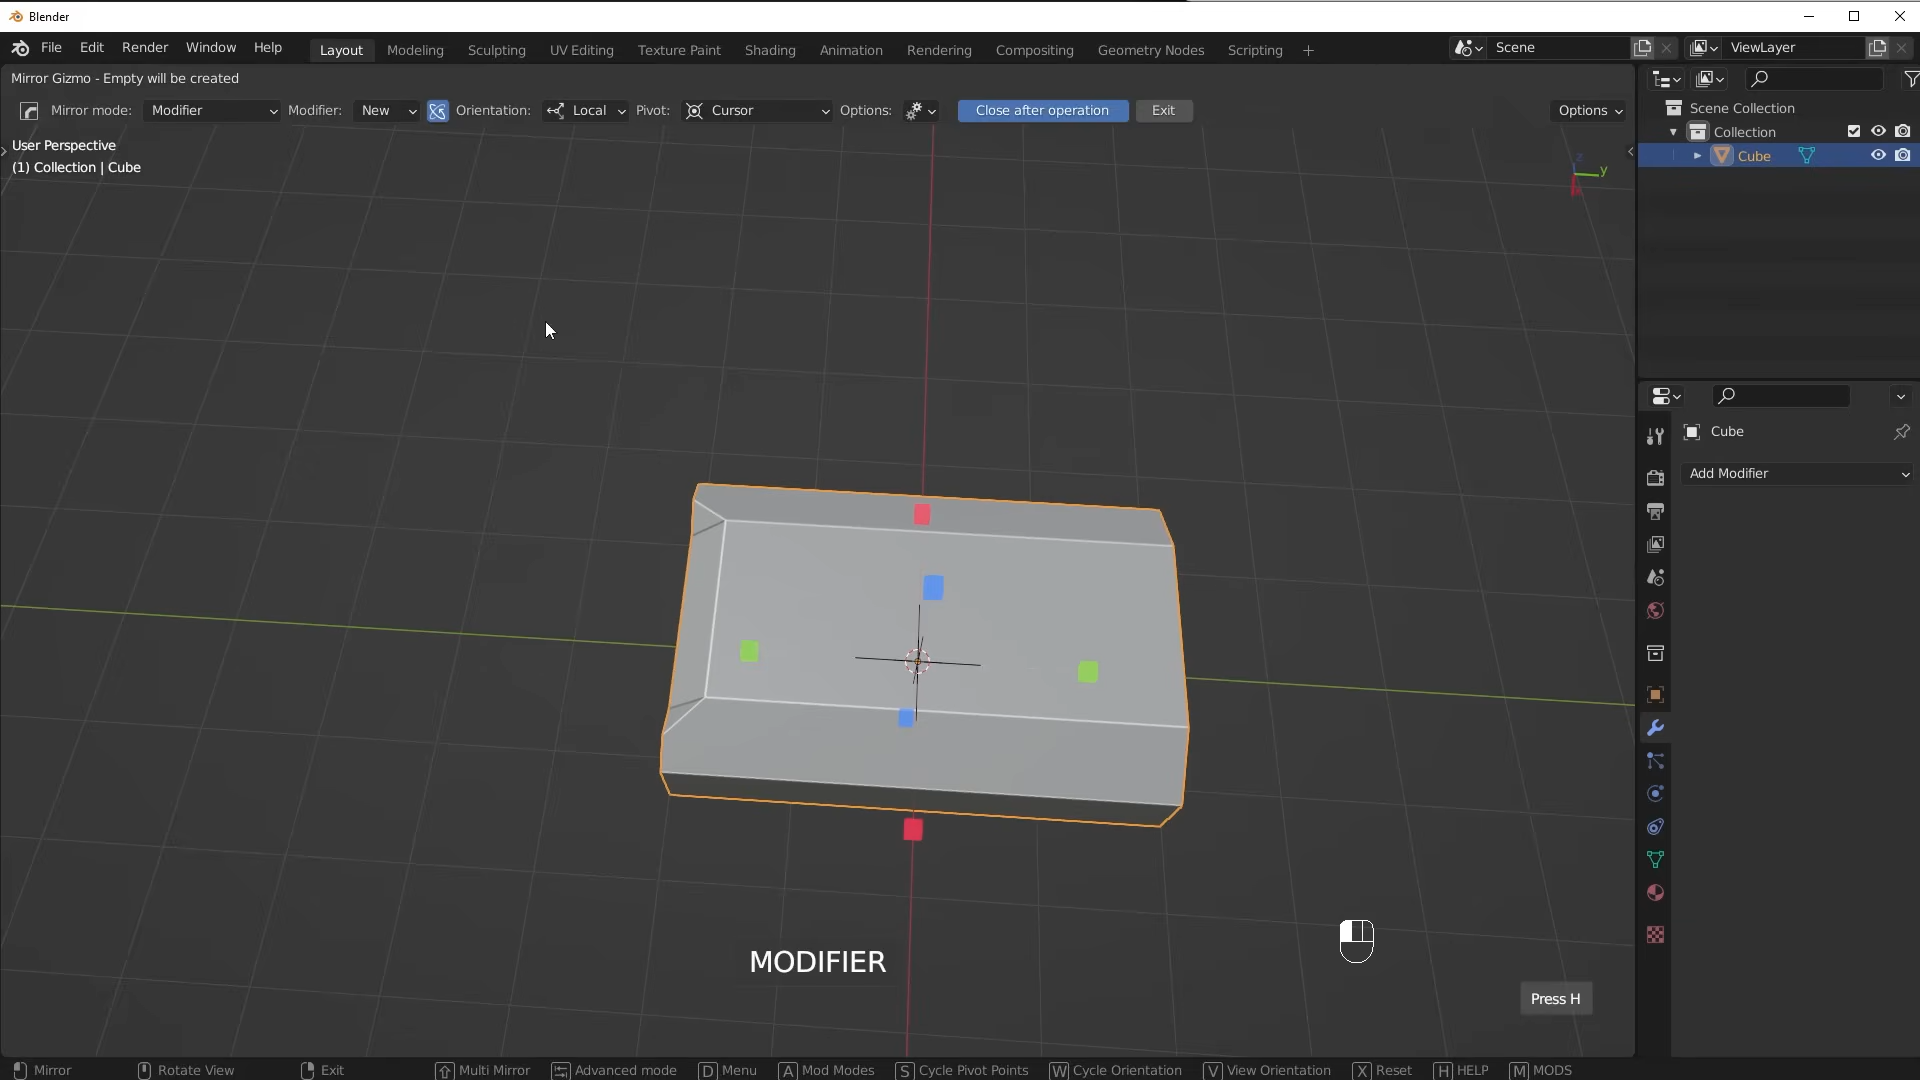 Blender
File Edit Render Window Help Layout Modeling Sculpting UV Editing Texture Paint Shading Animation Rendering Compositing Geometry Nodes Scripting + Scene ViewLayer
Mirror Gizmo - Empty will be created
Mirror mode: Modifier Modifier: New Orientation: Local Pivot: Cursor Options: Close after operation Exit Options
User Perspective
(1) Collection | Cube
Scene Collection
Collection
Cube
z
y
Cube
Add Modifier
MODIFIER
Press H
Mirror Rotate View Exit Multi Mirror Advanced mode D Menu A Mod Modes S Cycle Pivot Points W Cycle Orientation V View Orientation X Reset H HELP M MODS